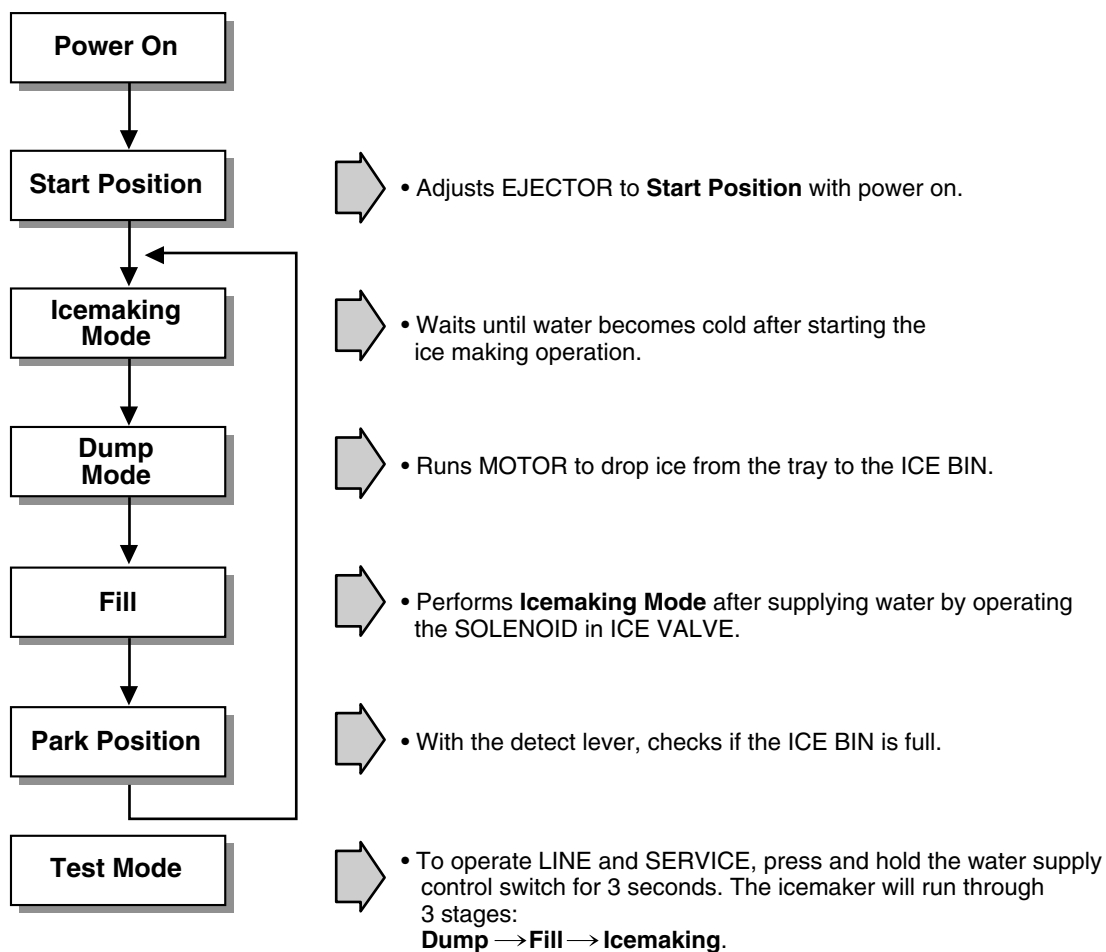 Power On
Start Position
• Adjusts EJECTOR to Start Position with power on.
Icemaking
Mode
• Waits until water becomes cold after starting the
ice making operation.
Dump
Mode
• Runs MOTOR to drop ice from the tray to the ICE BIN.
Fill
• Performs Icemaking Mode after supplying water by operating
the SOLENOID in ICE VALVE.
Park Position
• With the detect lever, checks if the ICE BIN is full.
Test Mode
• To operate LINE and SERVICE, press and hold the water supply
control switch for 3 seconds. The icemaker will run through
3 stages:
Dump → Fill → Icemaking.